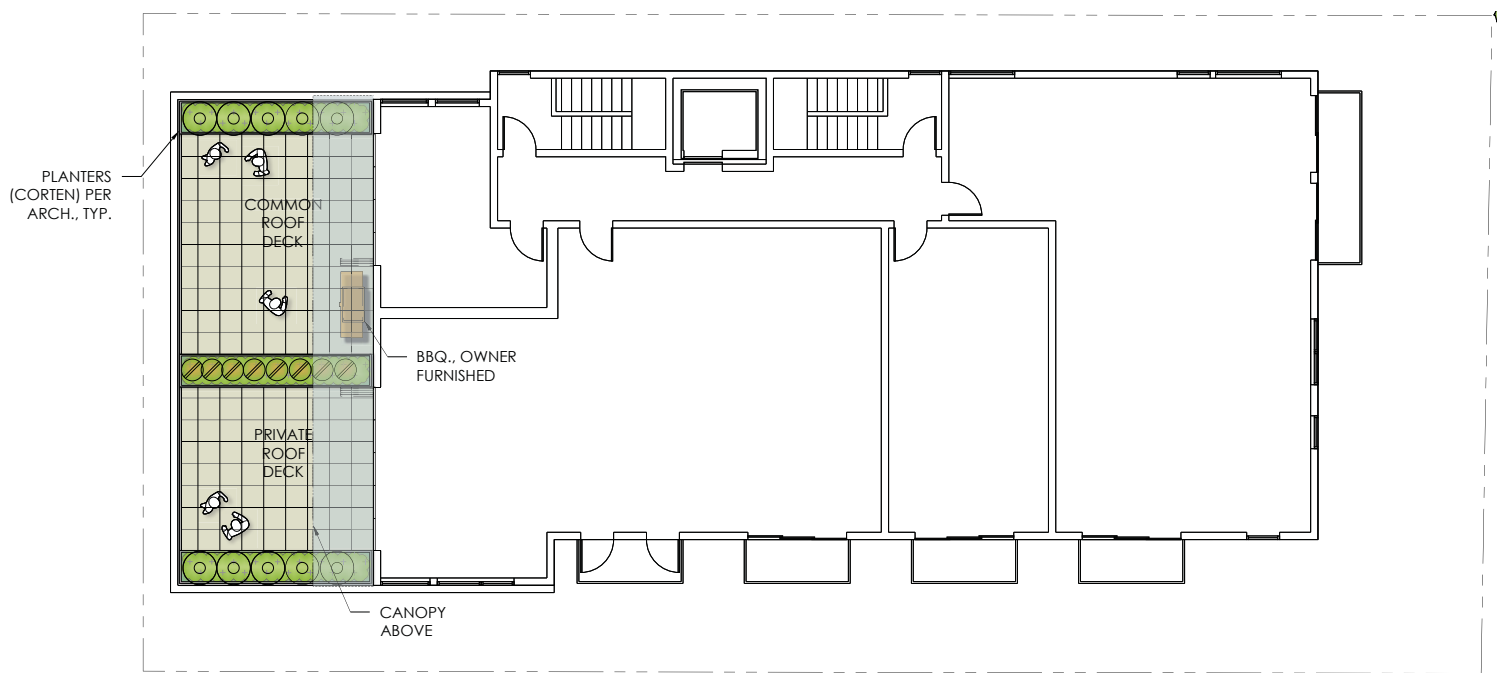 PLANTERS
(CORTEN) PER
ARCH., TYP.
COMMON
ROOF
DECK
BBQ., OWNER
FURNISHED
PRIVATE
ROOF
DECK
CANOPY
ABOVE